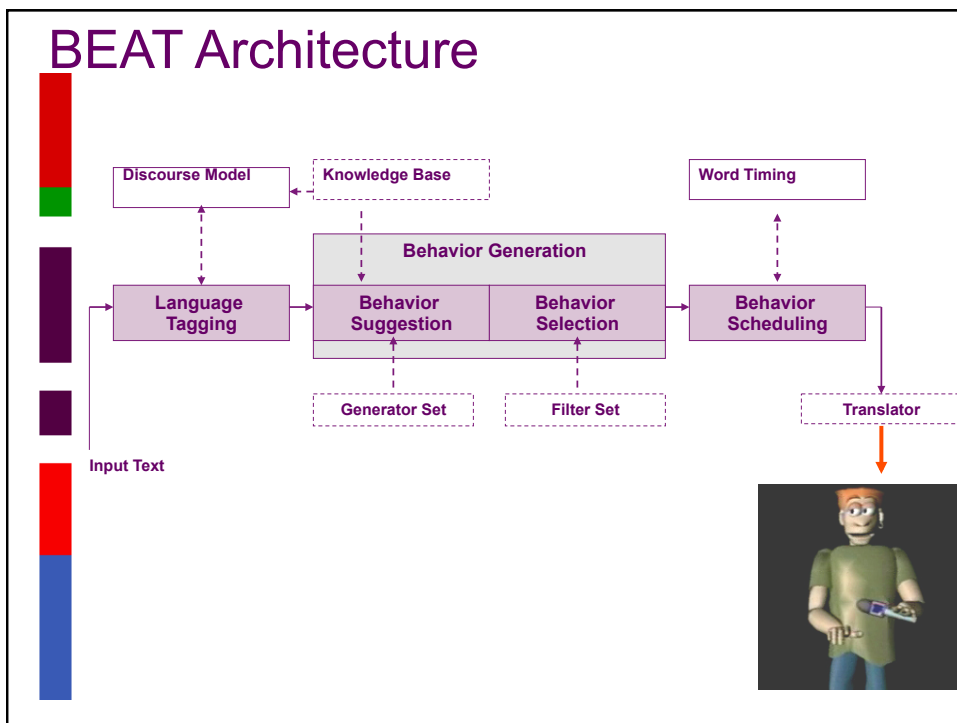 BEAT Architecture
Discourse Model
Knowledge Base
Word Timing
Behavior Generation
Language
Tagging
Behavior
Suggestion
Behavior
Selection
Behavior
Scheduling
Generator Set
Filter Set
Translator
Input Text